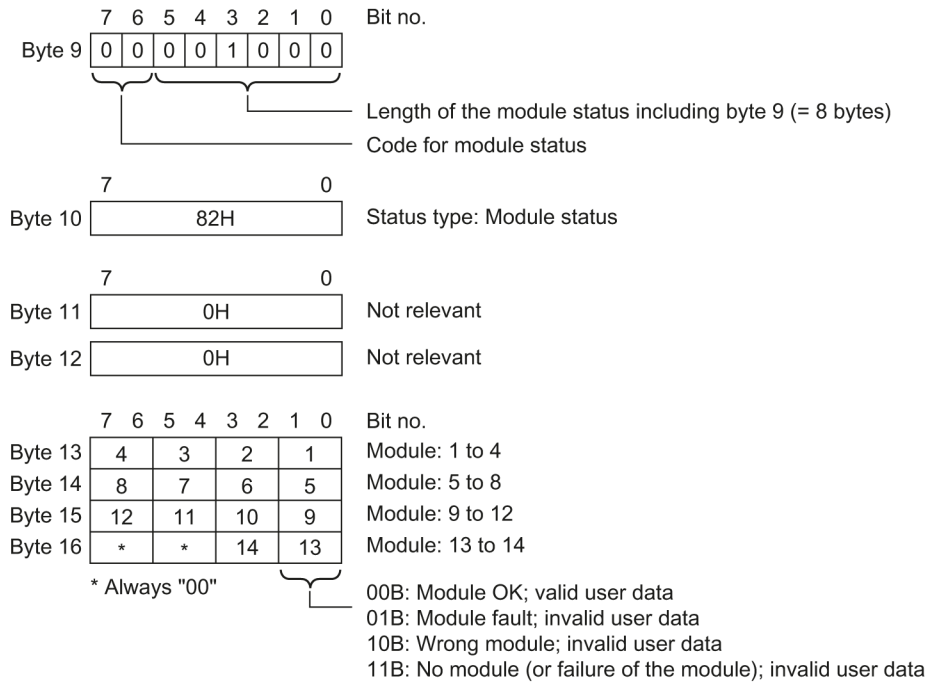 7 6 5 4 3 2 1 0 Bit no.
Byte 9 0 0 0 0 1 0 0 0
Length of the module status including byte 9 (= 8 bytes)
Code for module status
7 0
Byte 10 82H Status type: Module status
7 0
Byte 11 0H Not relevant
Byte 12 0H Not relevant
7 6 5 4 3 2 1 0 Bit no.
Byte 13 4 3 2 1 Module: 1 to 4
Byte 14 8 7 6 5 Module: 5 to 8
Byte 15 12 11 10 9 Module: 9 to 12
Byte 16 * * 14 13 Module: 13 to 14
* Always "00"
00B: Module OK; valid user data
01B: Module fault; invalid user data
10B: Wrong module; invalid user data
11B: No module (or failure of the module); invalid user data